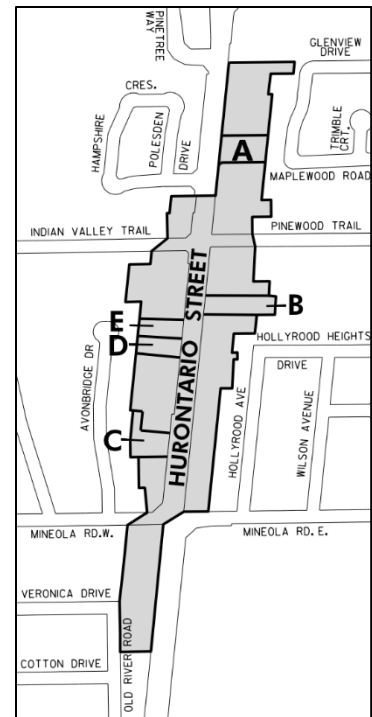 PINETREE
WAY
GLENVIEW
DRIVE
CRES.
HAMPSHIRE
POLESDEN
DRIVE
TRIMBLE
CRT.
A
MAPLEWOOD ROAD
INDIAN VALLEY TRAIL
PINEWOOD TRAIL
HURONTARIO STREET
B
E
D
AVONBRIDGE DR
HOLLYROOD HEIGHTS
DRIVE
HOLLYROOD AVE
WILSON AVENUE
C
MINEOLA RD.W.
MINEOLA RD. E.
VERONICA DRIVE
OLD RIVER ROAD
COTTON DRIVE